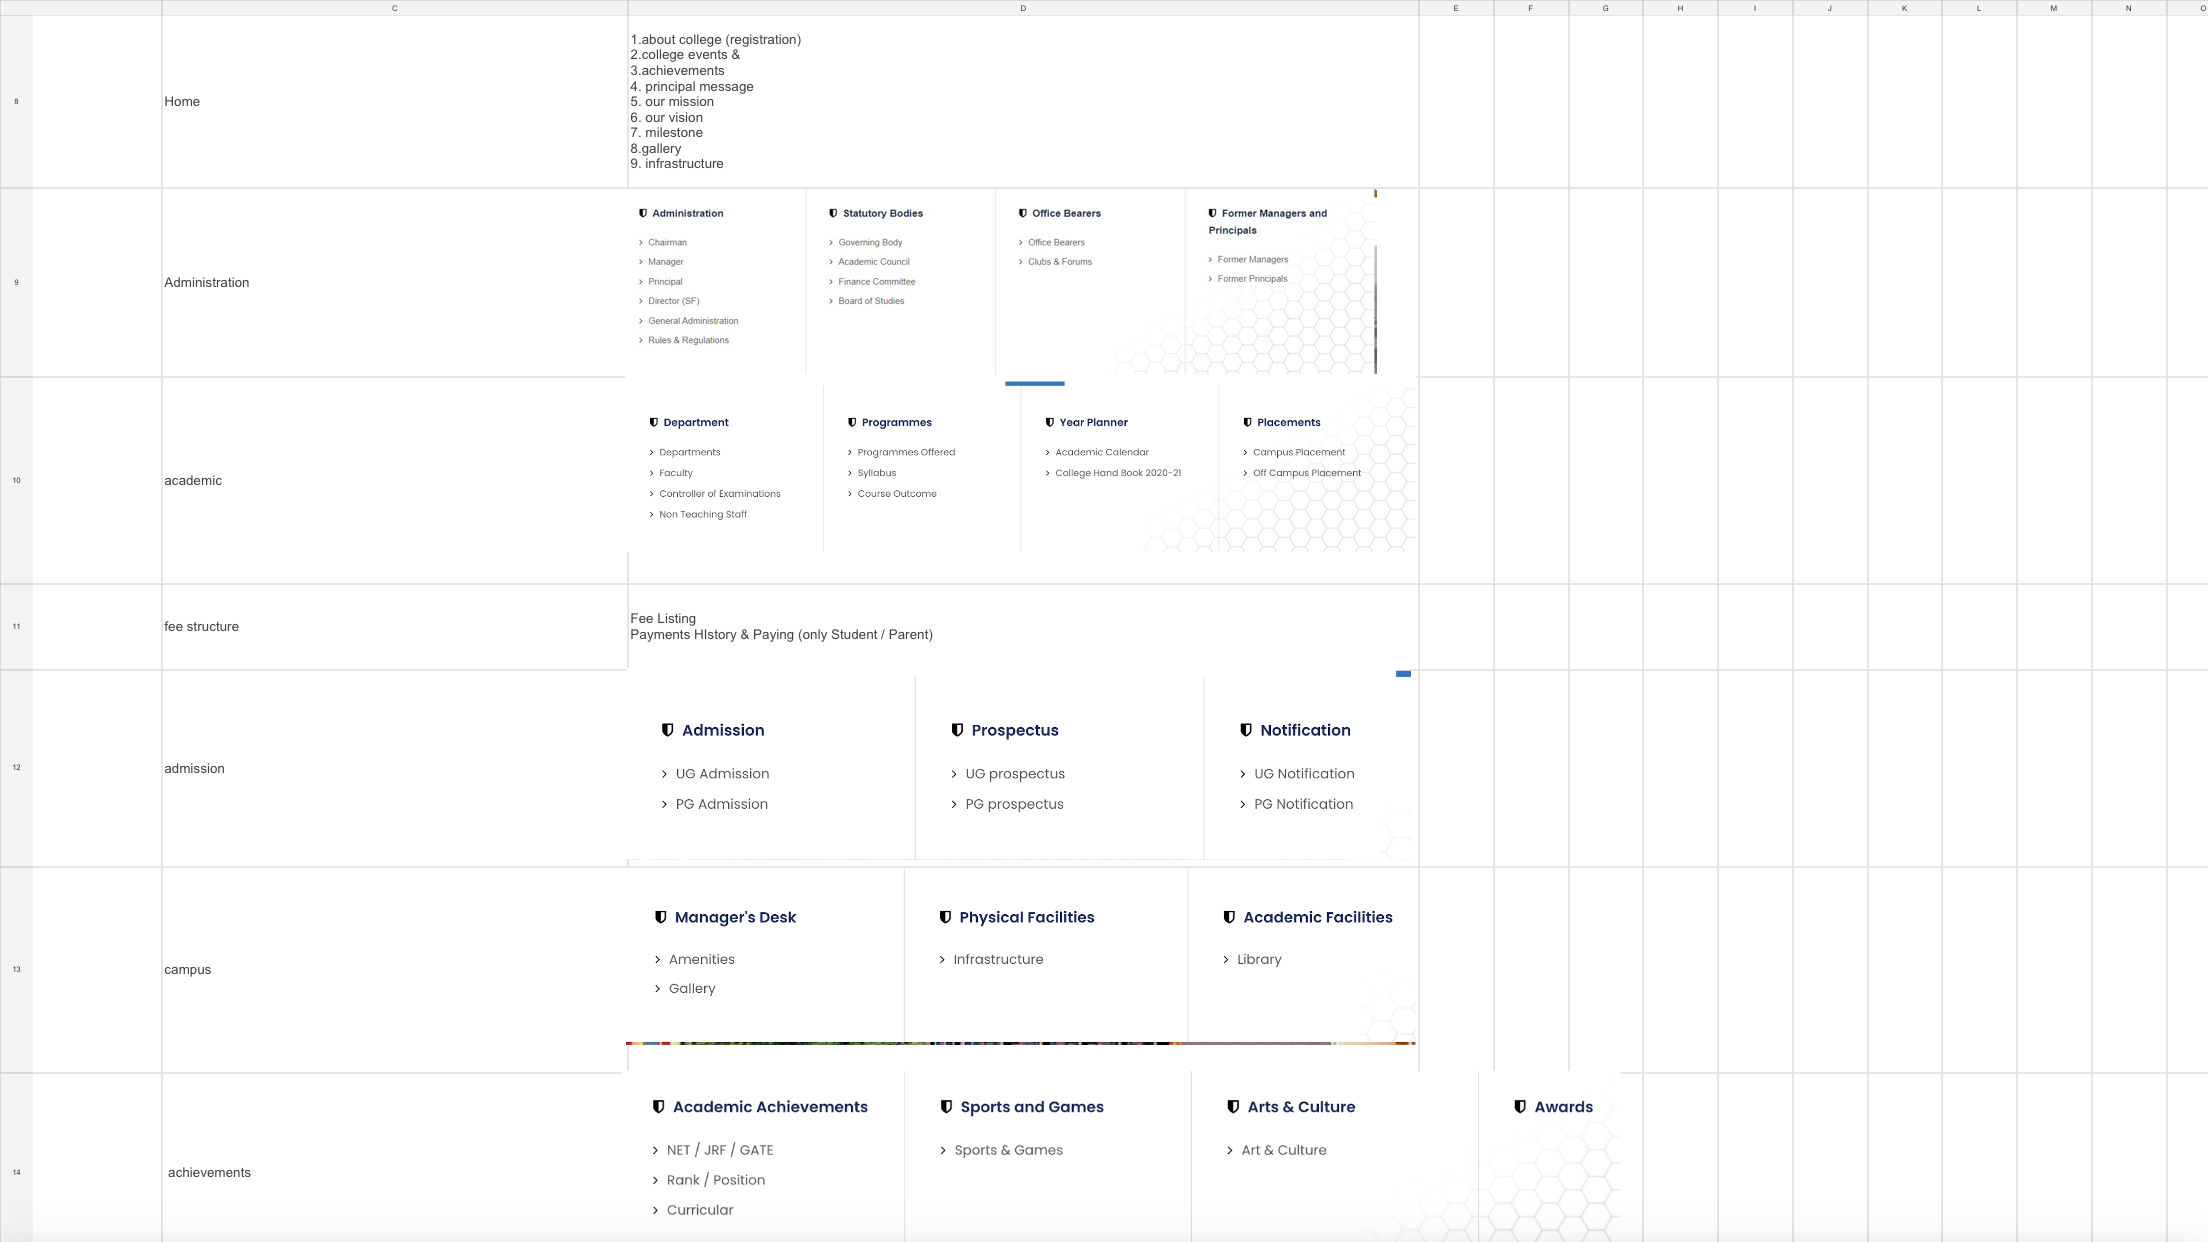 C D E F G H I J K L M N O
8
Home
1.about college (registration)
2.college events &
3.achievements
4. principal message
5. our mission
6. our vision
7. milestone
8.gallery
9. infrastructure
9
Administration
Administration
Chairman
Manager
Principal
Director (SF)
General Administration
Rules & Regulations
Statutory Bodies
Governing Body
Academic Council
Finance Committee
Board of Studies
Office Bearers
Office Bearers
Clubs & Forums
Former Managers and
Principals
Former Managers
Former Principals
10
academic
Department
Departments
Faculty
Controller of Examinations
Non Teaching Staff
Programmes
Programmes Offered
Syllabus
Course Outcome
Year Planner
Academic Calendar
College Hand Book 2020-21
Placements
Campus Placement
Off Campus Placement
11
fee structure
Fee Listing
Payments HIstory & Paying (only Student / Parent)
12
admission
Admission
UG Admission
PG Admission
Prospectus
UG prospectus
PG prospectus
Notification
UG Notification
PG Notification
13
campus
Manager's Desk
Amenities
Gallery
Physical Facilities
Infrastructure
Academic Facilities
Library
14
achievements
Academic Achievements
NET / JRF / GATE
Rank / Position
Curricular
Sports and Games
Sports & Games
Arts & Culture
Art & Culture
Awards